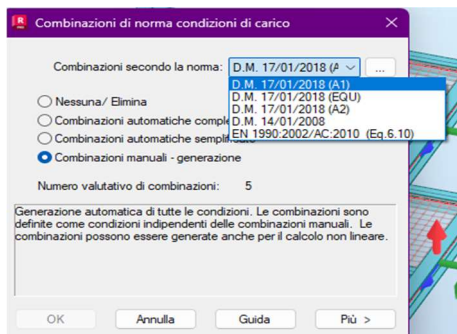 Combinazioni di norma condizioni di carico
Combinazioni secondo la norma: D.M. 17/01/2018 (A ...
D.M. 17/01/2018 (A1)
D.M. 17/01/2018 (EQU)
D.M. 17/01/2018 (A2)
D.M. 14/01/2008
EN 1990:2002/AC:2010 (Eq.6.10)
Nessuna/ Elimina
Combinazioni automatiche comple
Combinazioni automatiche semplif
Combinazioni manuali - generazione
Numero valutativo di combinazioni: 5
Generazione automatica di tutte le condizioni. Le combinazioni sono
definite come condizioni indipendenti delle combinazioni manuali. Le
combinazioni possono essere generate anche per il calcolo non lineare.
OK Annulla Guida Più >